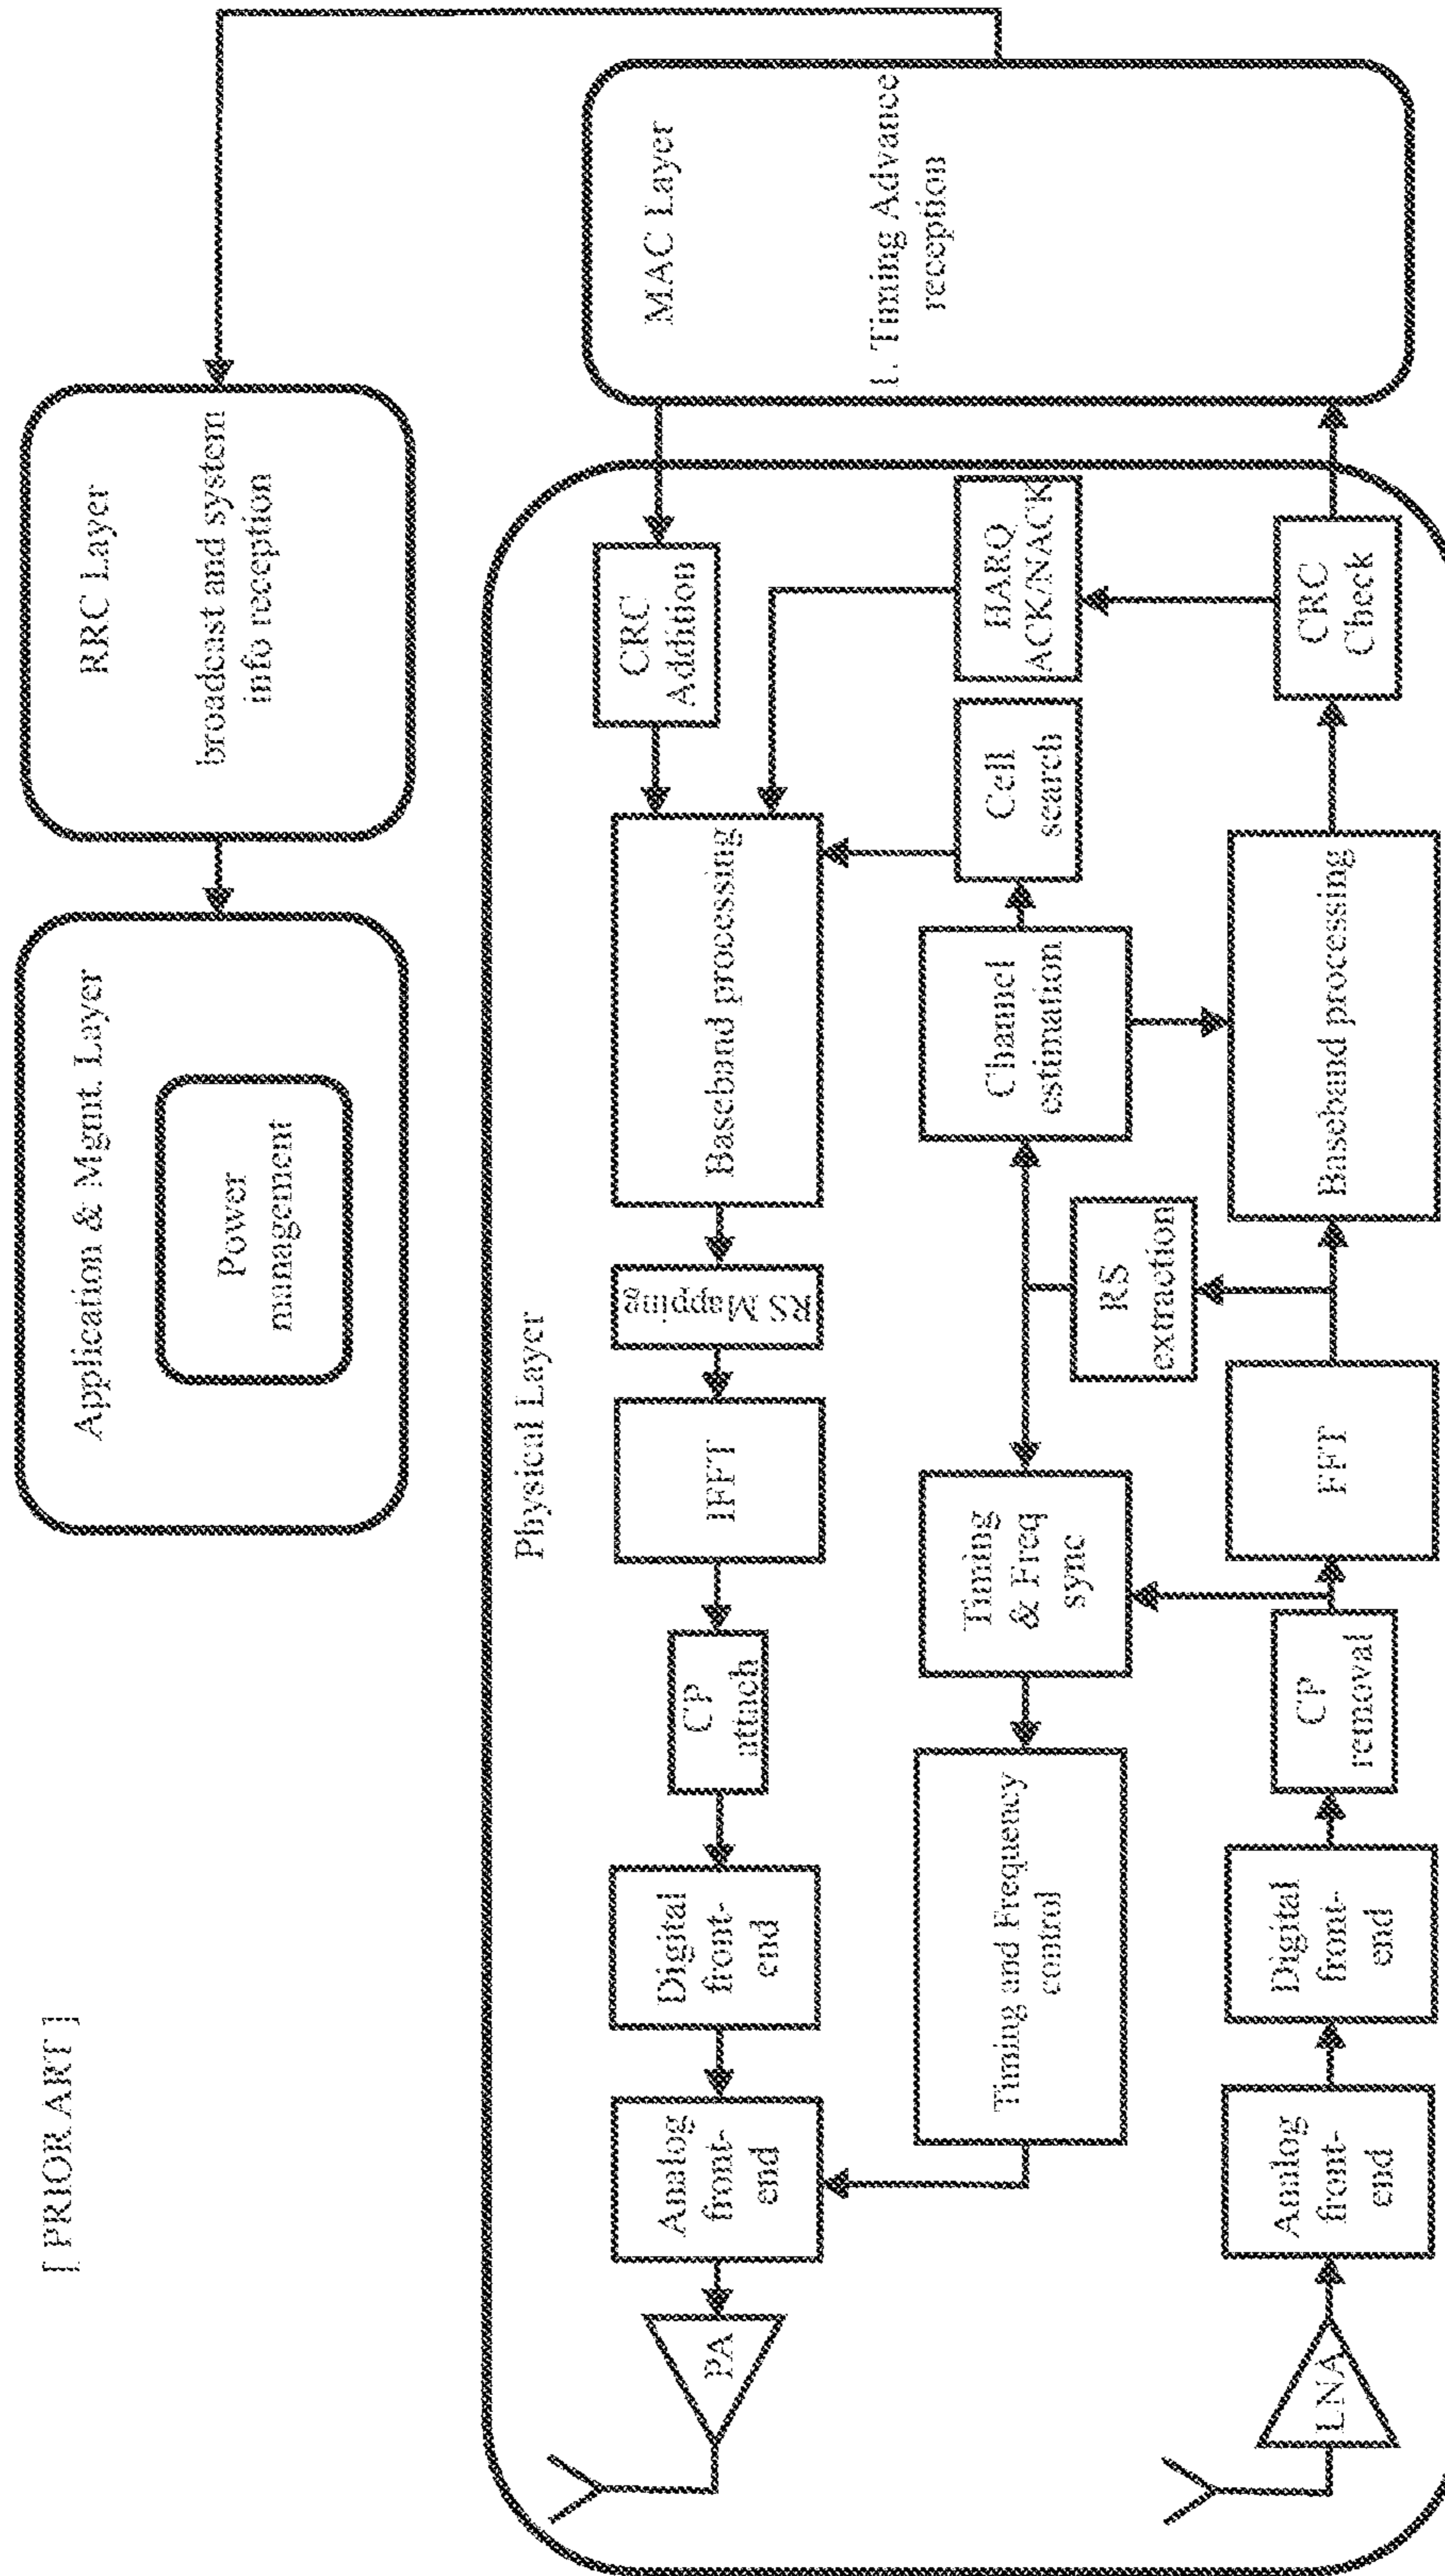 [ PRIOR ART ]
Application & Mgmt. Layer
Power
management
RRC Layer
broadcast and system
info reception
Physical Layer
PA
Analog
front-
end
Digital
front-
end
CP
attach
IFFT
RS Mapping
Baseband processing
CRC
Addition
MAC Layer
1. Timing Advance
reception
Timing and Frequency
control
Timing
& Freq
sync
Channel
estimation
Cell
search
HARQ
ACK/NACK
RS
extraction
LNA
Analog
front-
end
Digital
front-
end
CP
removal
FFT
Baseband processing
CRC
Check